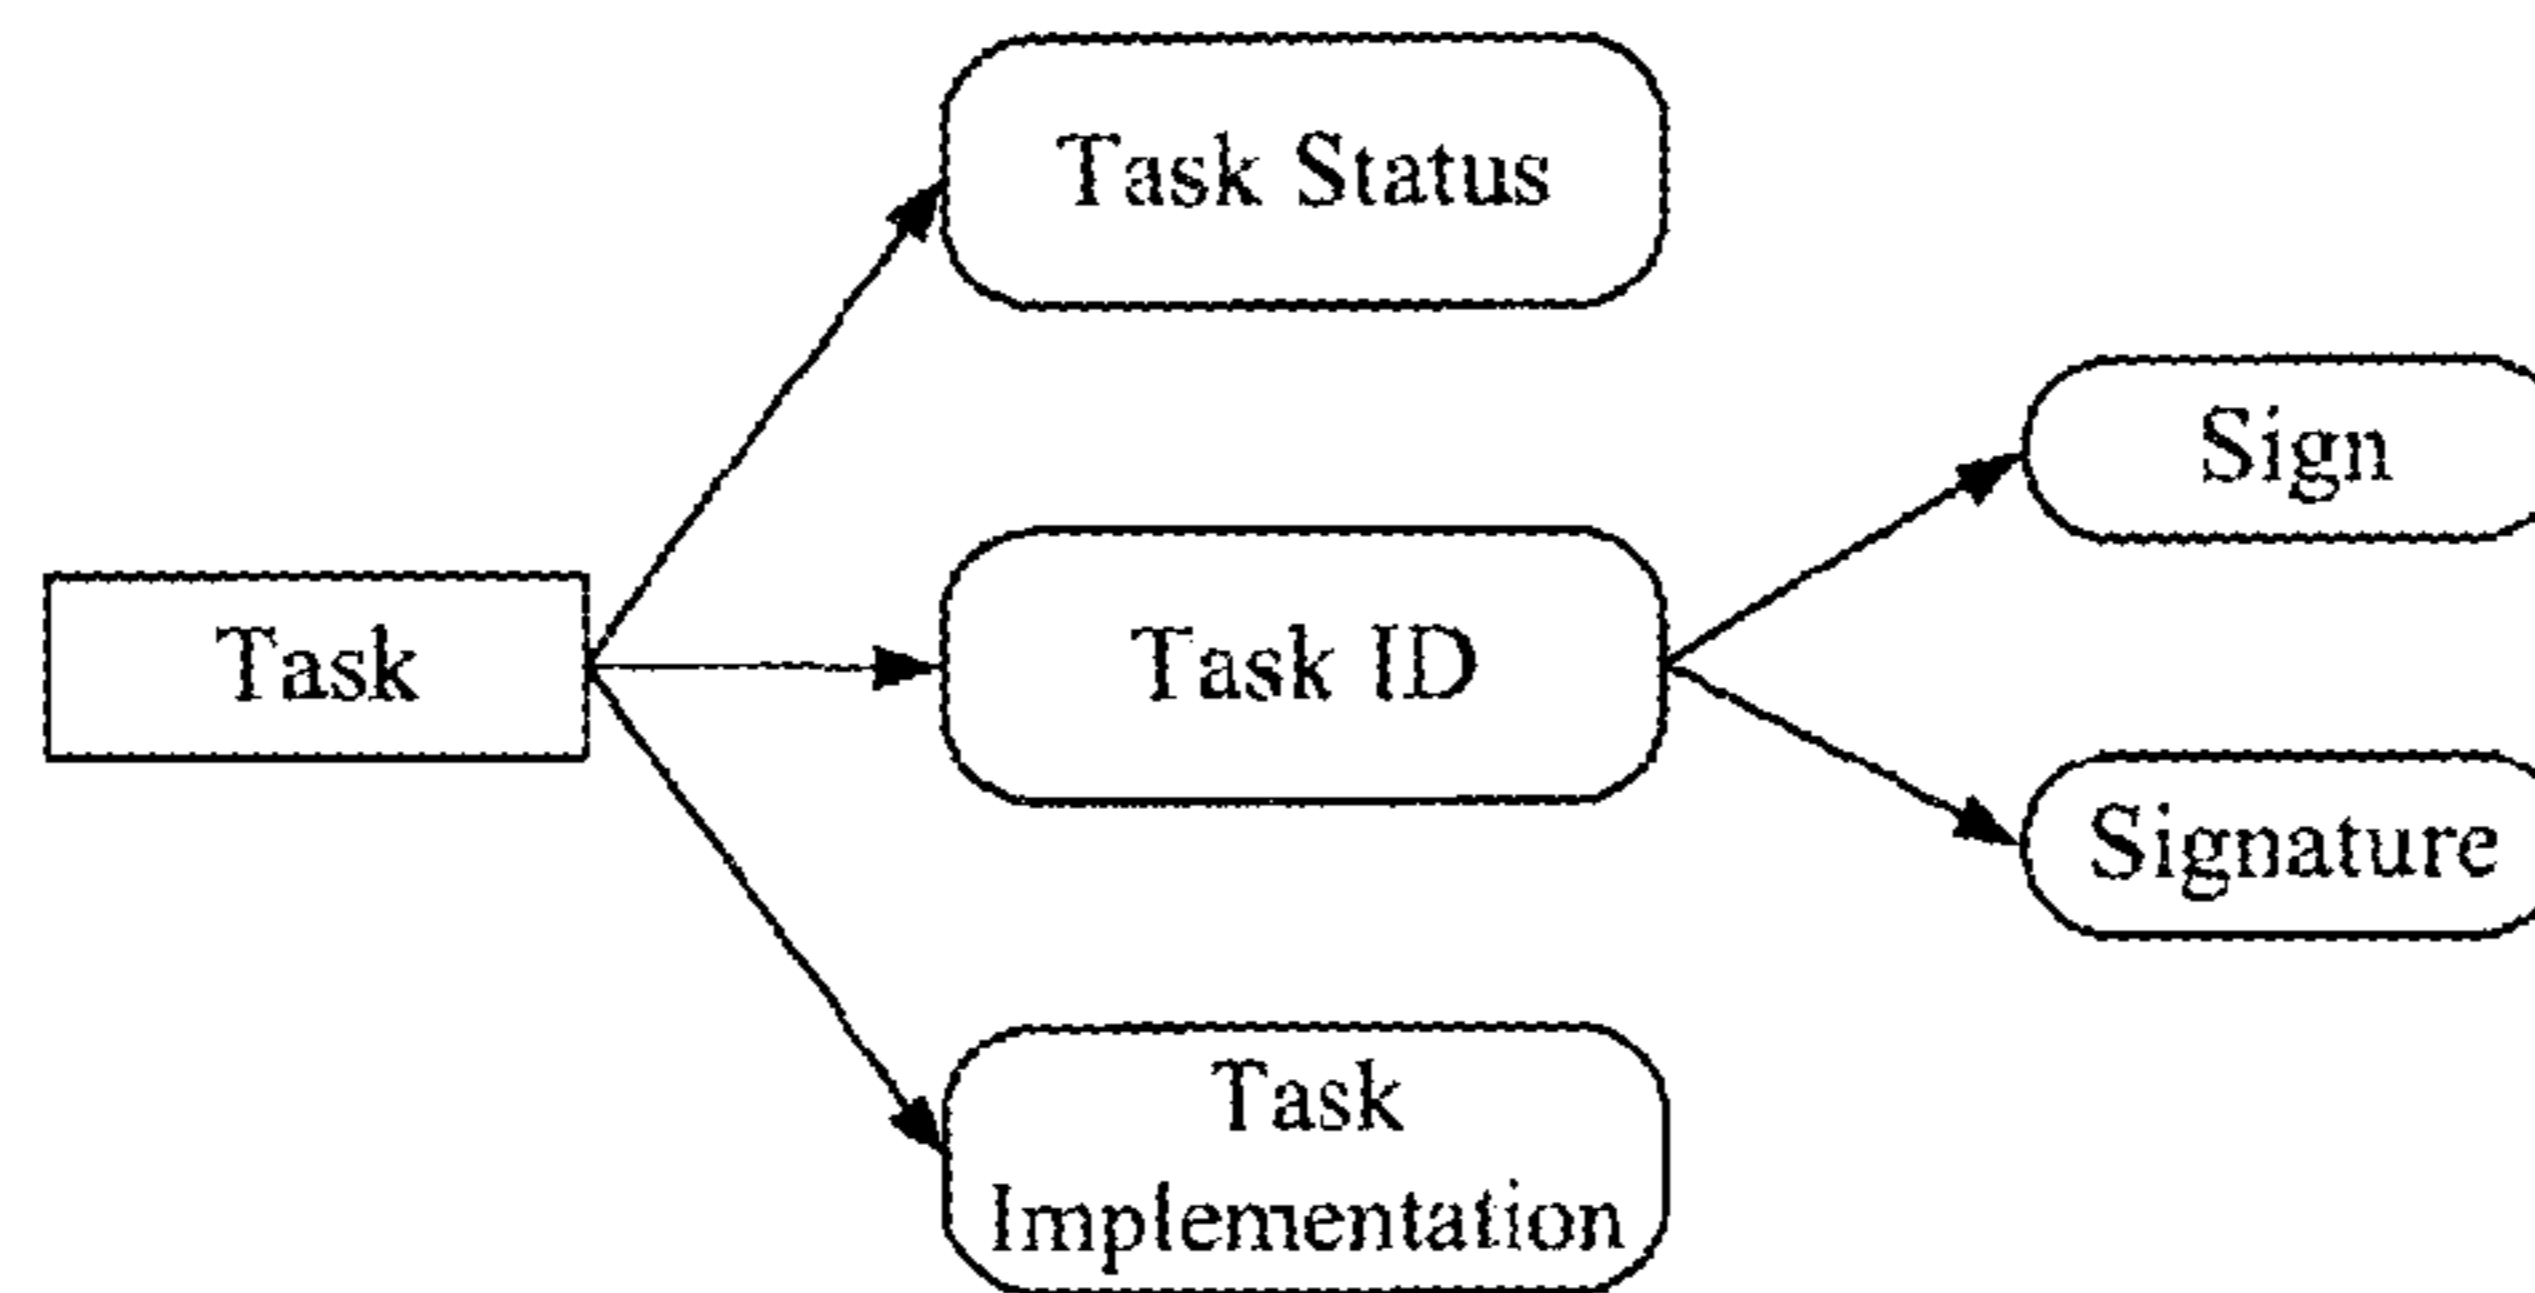 Task Status
Sign
Task
Task ID
Signature
Task
Implementation